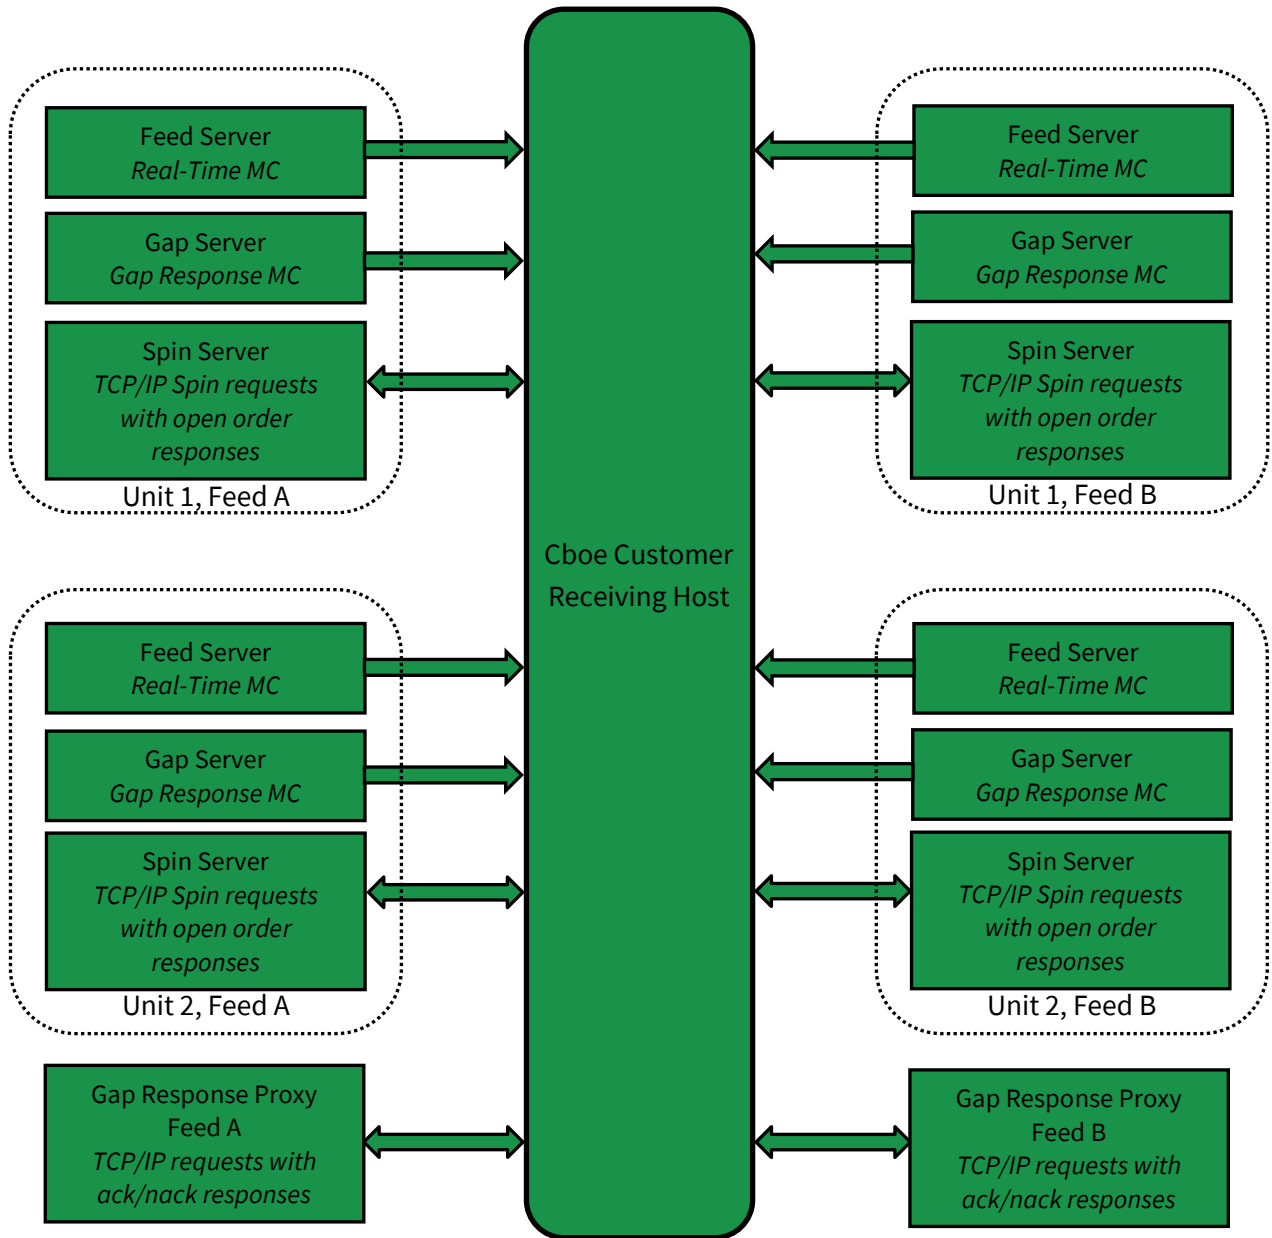 Feed Server
Real-Time MC
Gap Server
Gap Response MC
Spin Server
TCP/IP Spin requests
with open order
responses
Unit 1, Feed A
Feed Server
Real-Time MC
Gap Server
Gap Response MC
Spin Server
TCP/IP Spin requests
with open order
responses
Unit 1, Feed B
Cboe Customer
Receiving Host
Feed Server
Real-Time MC
Gap Server
Gap Response MC
Spin Server
TCP/IP Spin requests
with open order
responses
Unit 2, Feed A
Feed Server
Real-Time MC
Gap Server
Gap Response MC
Spin Server
TCP/IP Spin requests
with open order
responses
Unit 2, Feed B
Gap Response Proxy
Feed A
TCP/IP requests with
ack/nack responses
Gap Response Proxy
Feed B
TCP/IP requests with
ack/nack responses